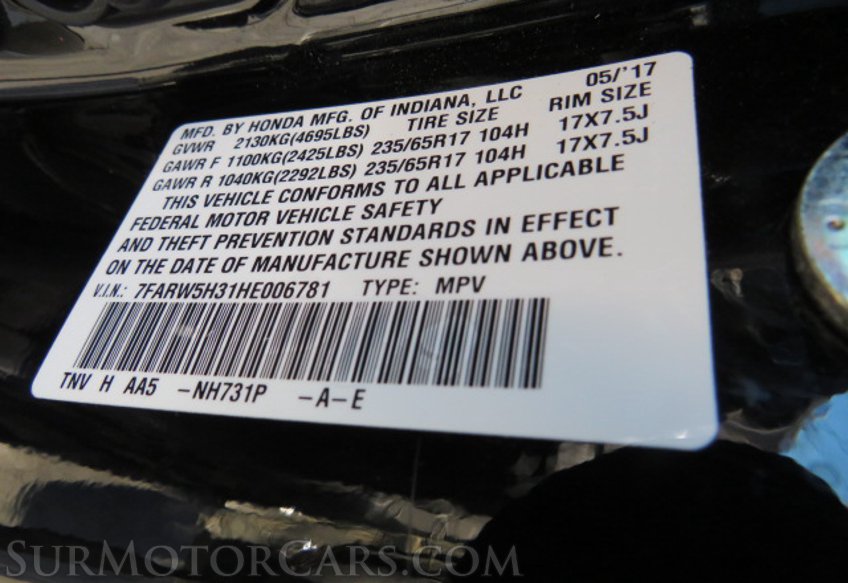 MFD. BY HONDA MFG. OF INDIANA, LLC 05/'17
GVWR 2130KG(4695LBS) TIRE SIZE RIM SIZE
GAWR F 1100KG(2425LBS) 235/65R17 104H 17X7.5J
GAWR R 1040KG(2292LBS) 235/65R17 104H 17X7.5J
THIS VEHICLE CONFORMS TO ALL APPLICABLE
FEDERAL MOTOR VEHICLE SAFETY
AND THEFT PREVENTION STANDARDS IN EFFECT
ON THE DATE OF MANUFACTURE SHOWN ABOVE.
V.I.N.: 7FARW5H31HE006781 TYPE: MPV
TNV H AA5 -NH731P -A-E
SURMOTORCARS.COM